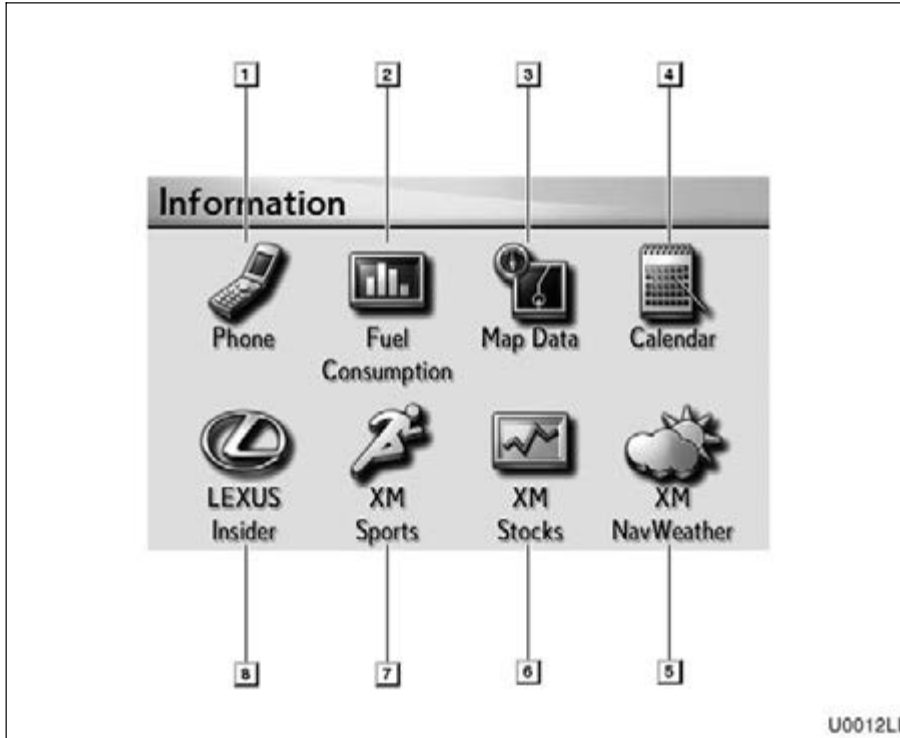 1 2 3 4
Information
Phone Fuel Map Data Calendar
Consumption
LEXUS XM XM XM
Insider Sports Stocks NavWeather
8 7 6 5